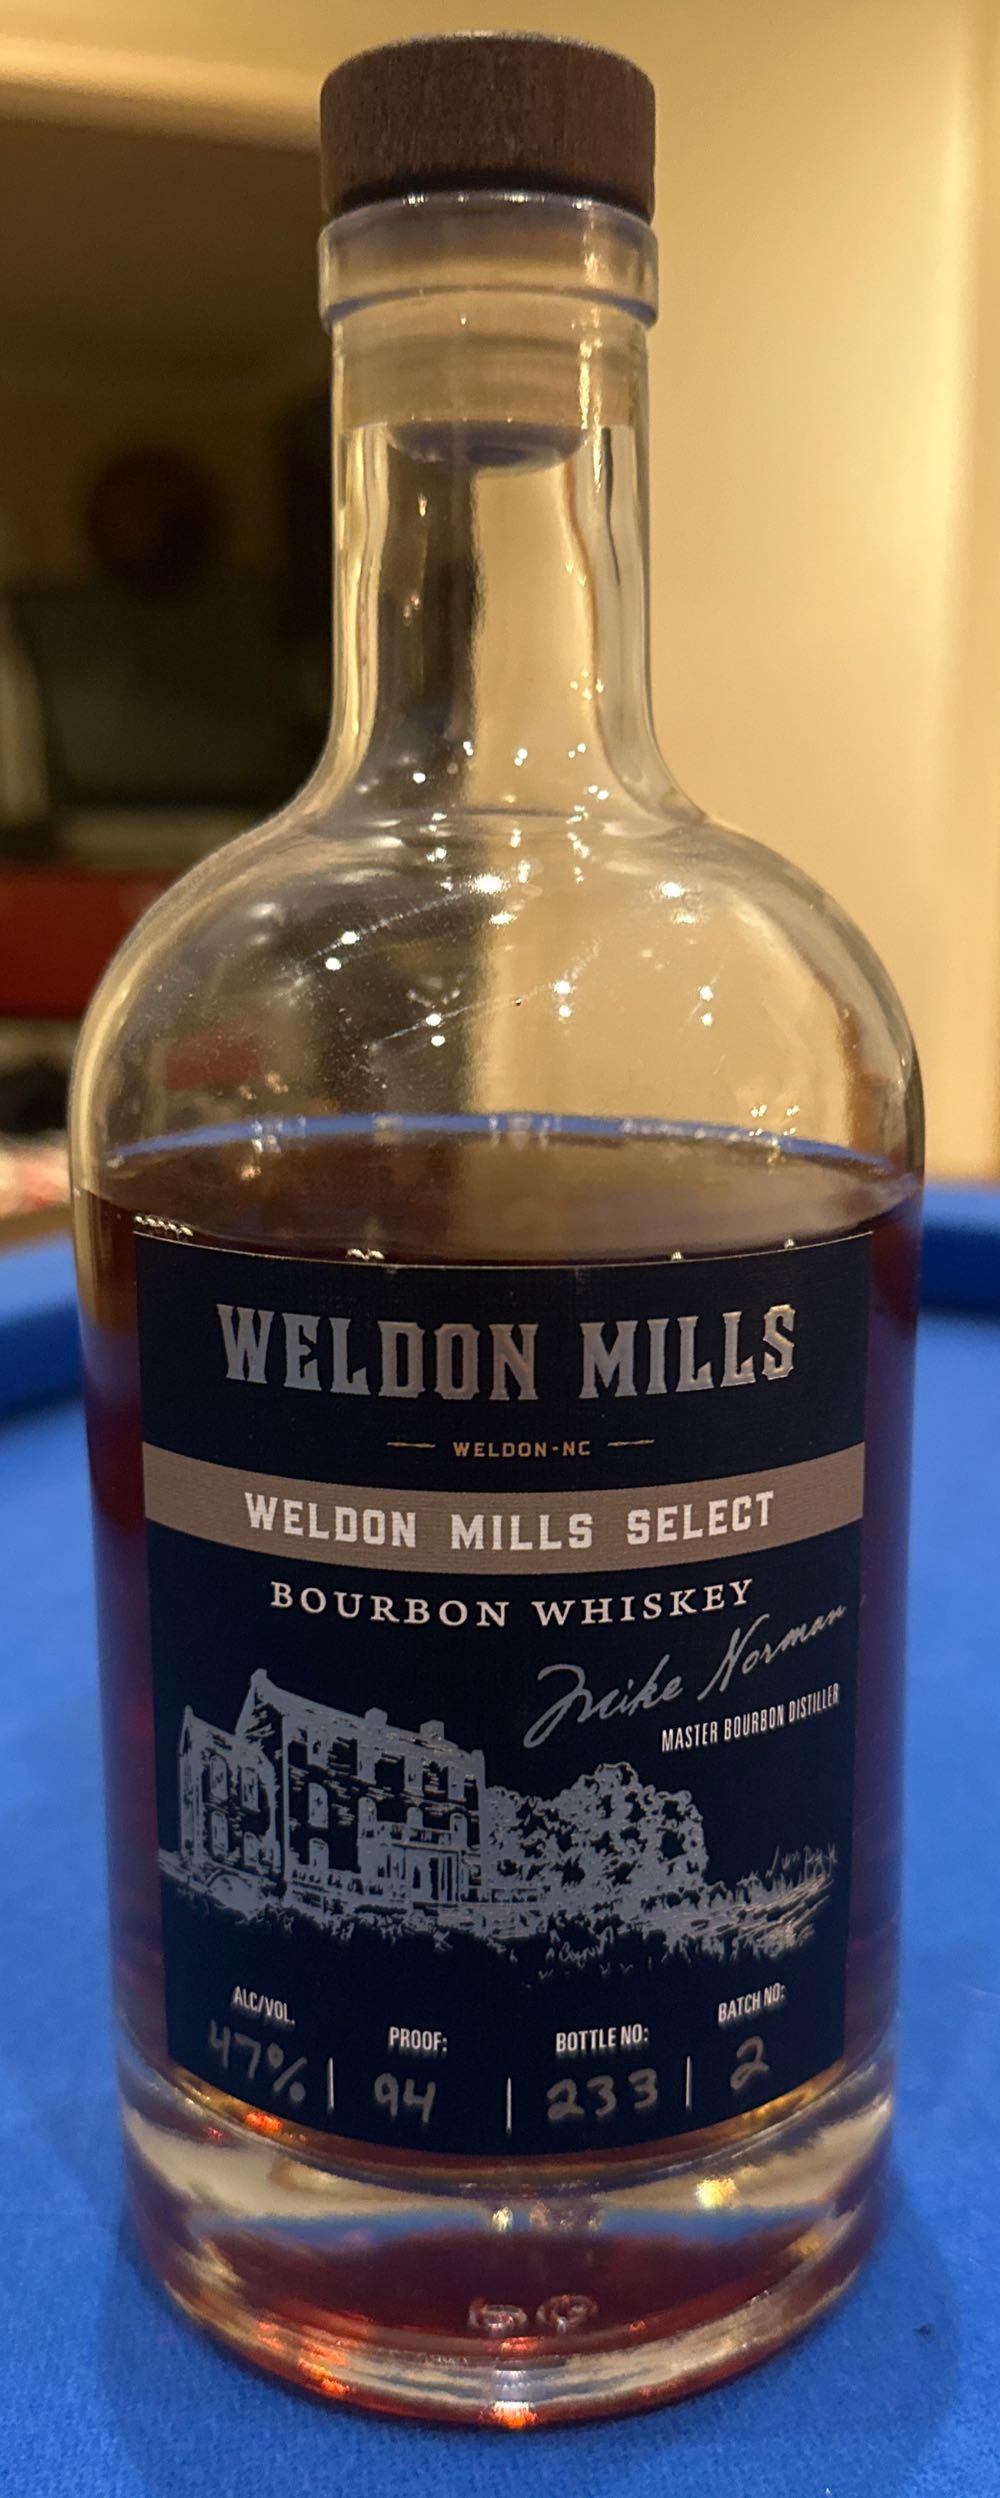 WELDON MILLS
WELDON-NC
WELDON MILLS SELECT
BOURBON WHISKEY
Mike Norman
MASTER BOURBON DISTILLER
ALC/VOL. PROOF: BOTTLE NO: BATCH NO:
47% 94 233 2